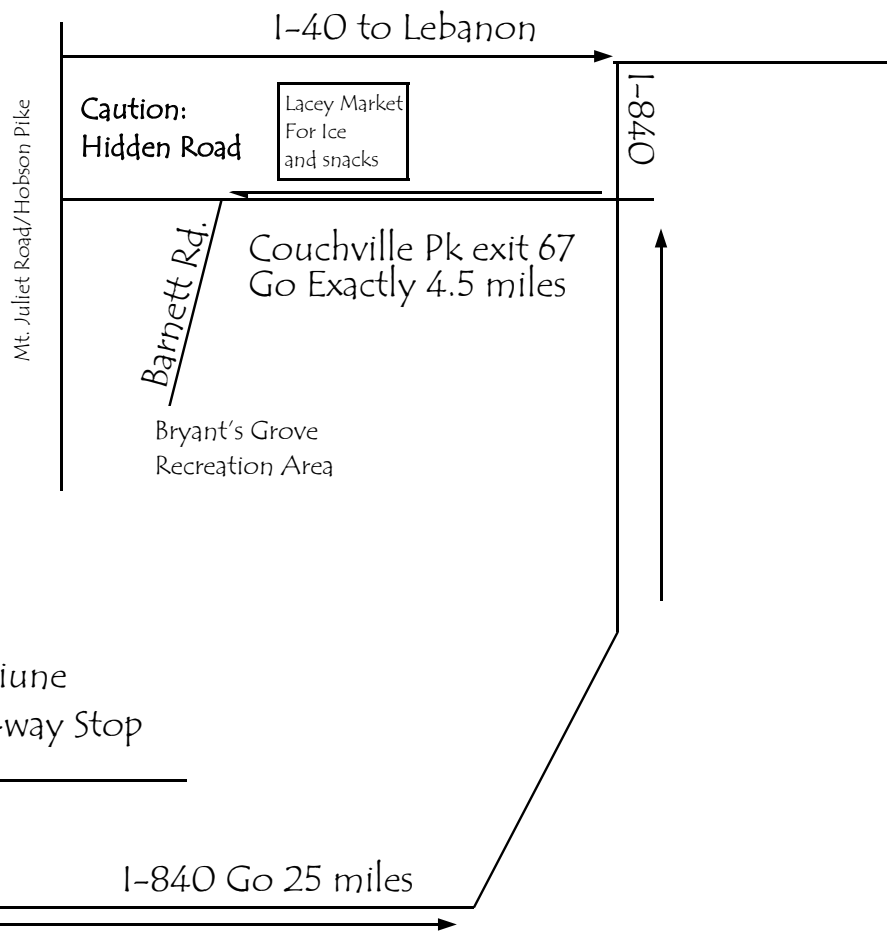 I-40 to Lebanon
Mt. Juliet Road/Hobson Pike
Caution:
Hidden Road
Lacey Market
For Ice
and snacks
I-840
Barnett Rd.
Couchville Pk exit 67
Go Exactly 4.5 miles
Bryant's Grove
Recreation Area
iune
-way Stop
I-840 Go 25 miles